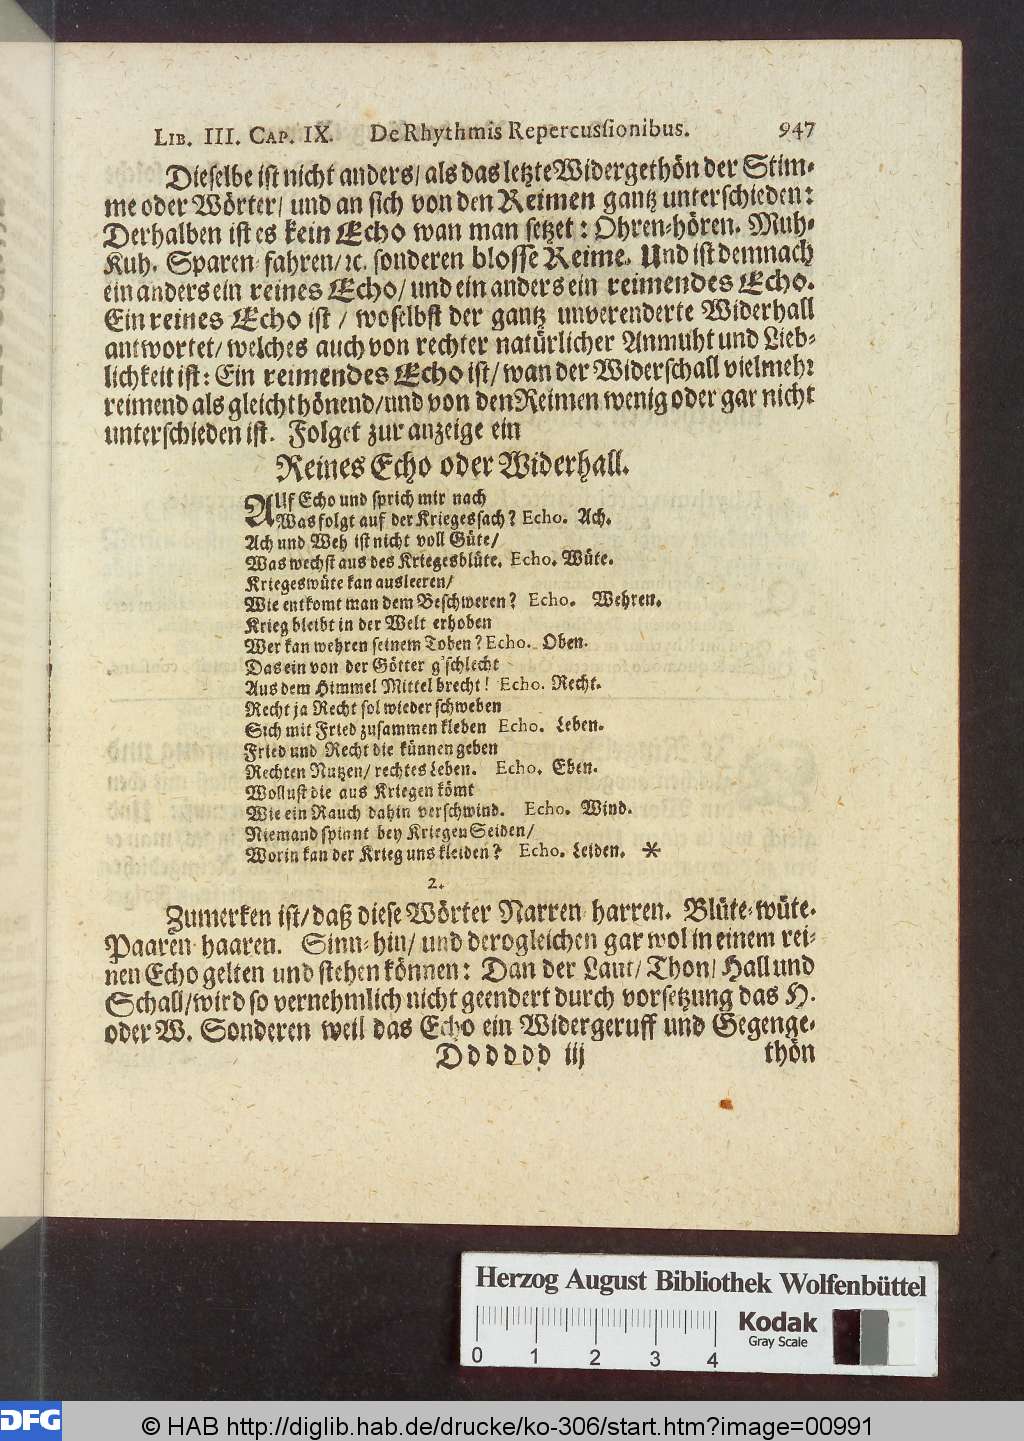 LIB. III. CAP. IX. De Rhythmis Repercussionibus. 947
Dieselbe ist nicht anders/ als das letzte Widergethön der Stim⸗
me oder Wörter/ und an sich von den Reimen gantz unterschieden:
Derhalben ist es kein Echo wan man setzet: Ohren⸗hören. Muh⸗
Kuh. Sparen⸗fahren/ ꝛc. sonderen blosse Reime. Und ist demnach
ein anders ein reines Echo/ und ein anders ein reimendes Echo.
Ein reines Echo ist / woselbst der gantz unverenderte Widerhall
antwortet/ welches auch von rechter natürlicher Anmuht und Lieb⸗
lichkeit ist: Ein reimendes Echo ist/ wan der Widerschall vielmehr
reimend als gleichthönend/ und von den Reimen wenig oder gar nicht
unterschieden ist. Folget zur anzeige ein
Reines Echo oder Widerhall.
AUf Echo und sprich mir nach
Was folgt auf der Kriegessach? Echo. Ach.
Ach und Weh ist nicht voll Güte/
Was wechst aus des Kriegesblüte. Echo. Wüte.
Krieges wüte kan ausleeren/
Wie entkomt man dem Beschweren? Echo. Wehren.
Krieg bleibt in der Welt erhoben
Wer kan wehren seinem Toben? Echo. Oben.
Das ein von der Götter g'schlecht
Aus dem Himmel Mittel brecht! Echo. Recht.
Recht ja Recht sol wieder schweben
Sich mit Fried zusammen kleben Echo. Leben.
Fried und Recht die künnen geben
Rechten Nutzen/ rechtes Leben. Echo. Eben.
Wollust die aus Kriegen kömt
Wie ein Rauch dahin verschwind. Echo. Wind.
Niemand spinnt bey Kriegen Seiden/
Worin kan der Krieg uns kleiden? Echo. Leiden. *
2.
Zumerken ist/ daß diese Wörter Narren⸗harren. Blüte⸗wüte.
Paaren⸗haaren. Sinn⸗hin/ und derogleichen gar wol in einem rei⸗
nen Echo gelten und stehen können: Dan der Laut/ Thon/ Hall und
Schall/ wird so vernehmlich nicht geendert durch vorsetzung das H.
oder W. Sonderen weil das Echo ein Widergeruff und Gegenge⸗
D d d d d d iij thön
Herzog August Bibliothek Wolfenbüttel
Kodak
Gray Scale
0 1 2 3 4
DFG © HAB http://diglib.hab.de/drucke/ko-306/start.htm?image=00991